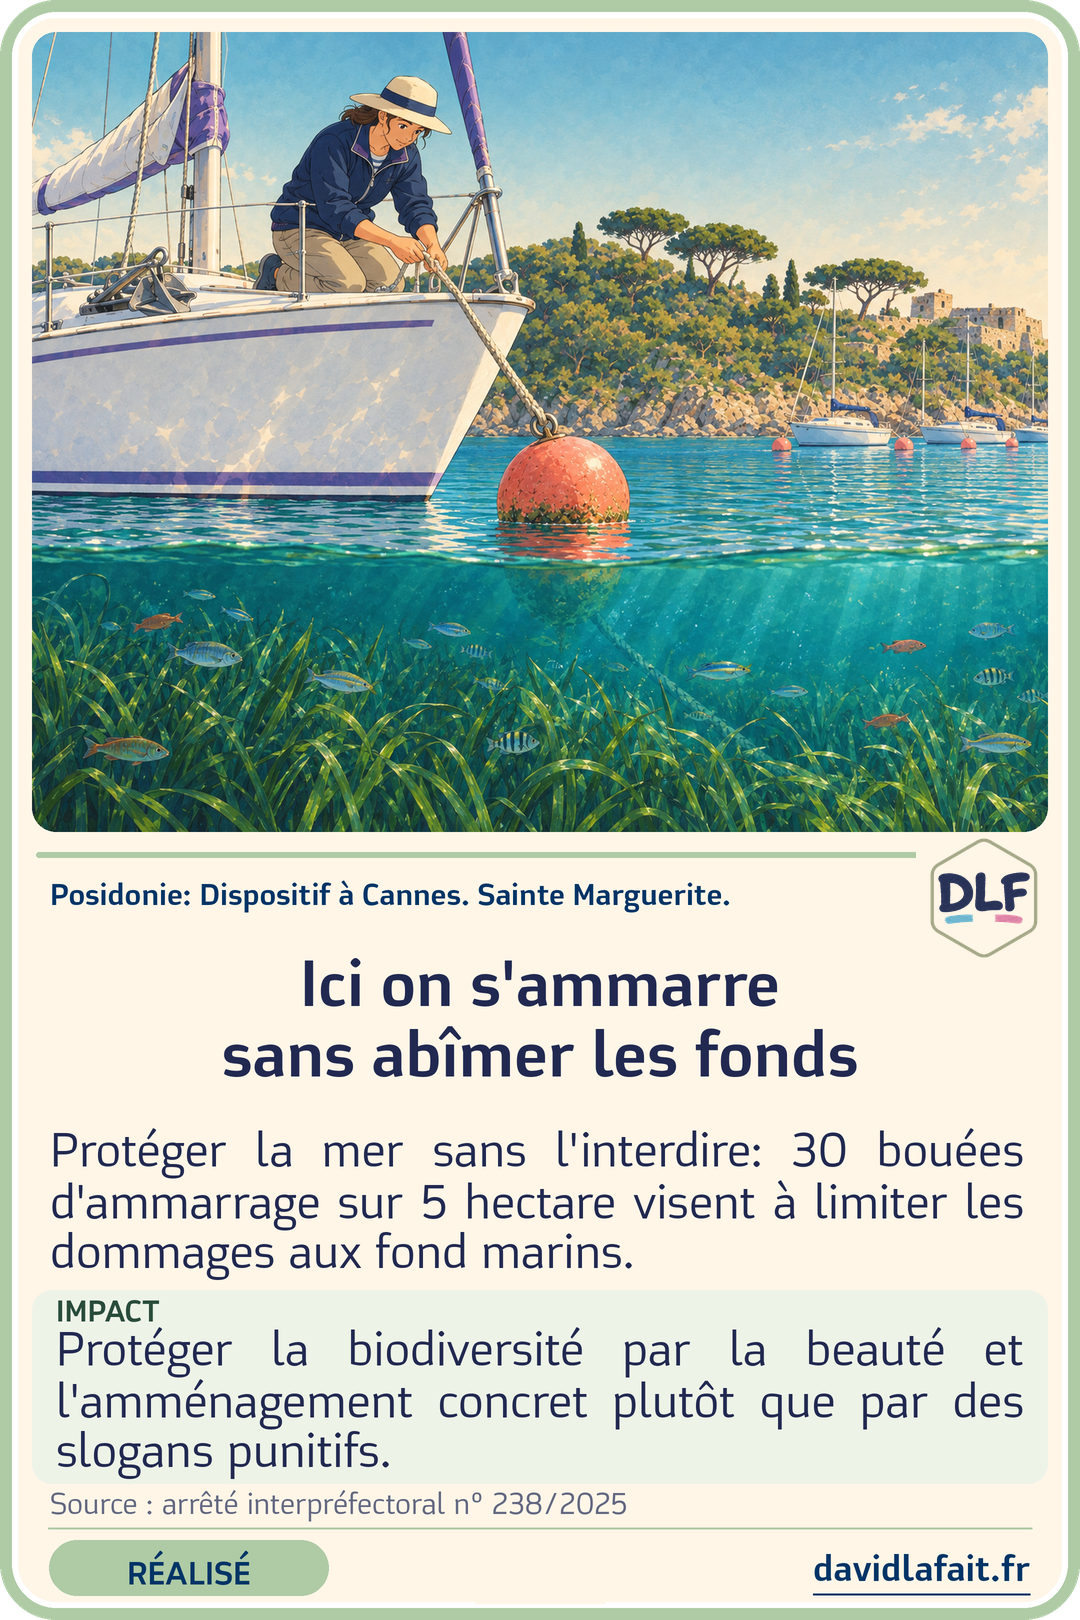 Posidonie: Dispositif à Cannes. Sainte Marguerite.
DLF
Ici on s'ammarre
sans abîmer les fonds
Protéger la mer sans l'interdire: 30 bouées
d'ammarrage sur 5 hectare visent à limiter les
dommages aux fond marins.
IMPACT
Protéger la biodiversité par la beauté et
l'amménagement concret plutôt que par des
slogans punitifs.
Source : arrêté interpréfectoral nº 238/2025
RÉALISÉ
davidlafait.fr